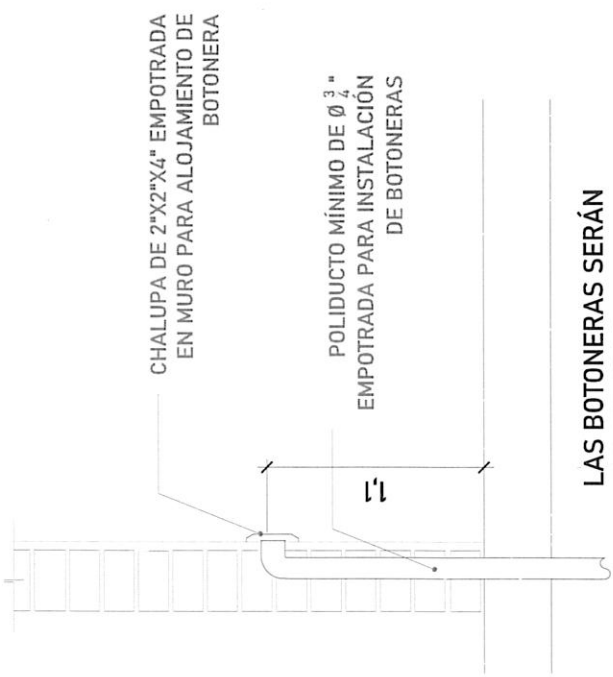 CHALUPA DE 2"X2"X4" EMPOTRADA
EN MURO PARA ALOJAMIENTO DE
BOTONERA
POLIDUCTO MÍNIMO DE Ø 3/4"
EMPOTRADA PARA INSTALACIÓN
DE BOTONERAS
1,1
LAS BOTONERAS SERÁN